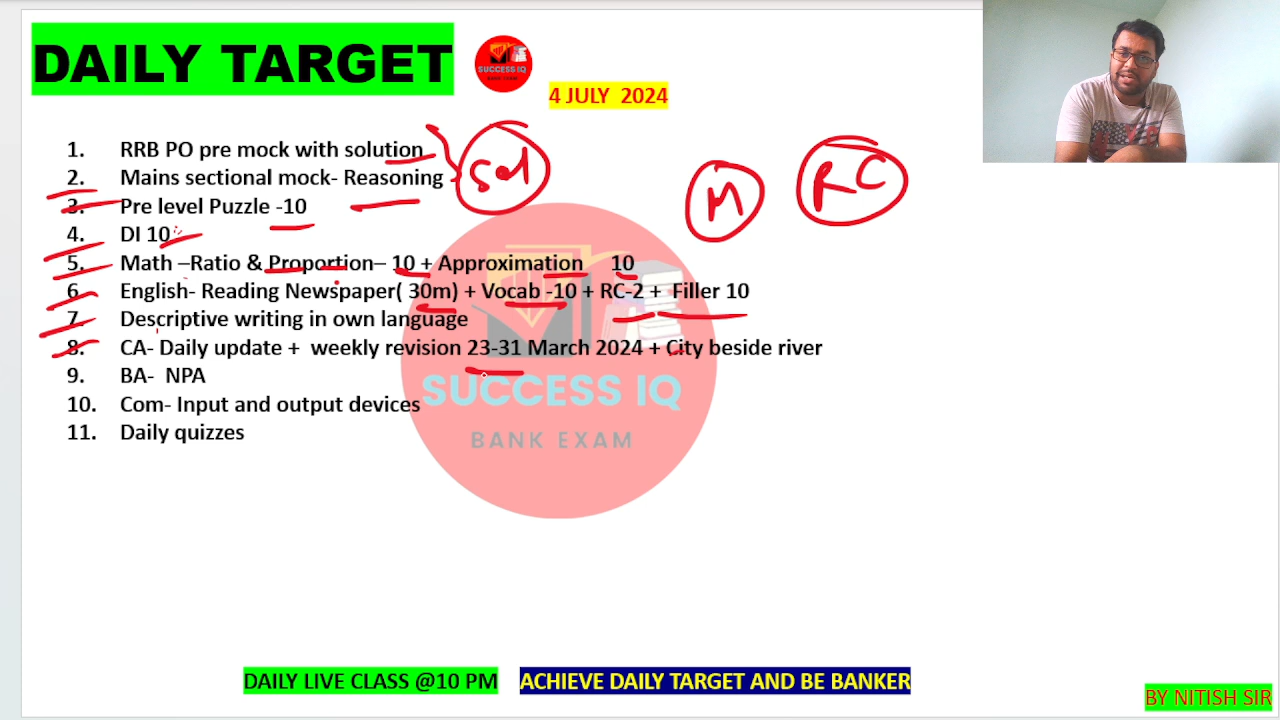 DAILY TARGET
SUCCESS IQ
BANK EXAM
4 JULY 2024
1. RRB PO pre mock with solution
2. Mains sectional mock- Reasoning
Sol
M
RC
3. Pre level Puzzle -10
4. DI 10
5. Math –Ratio & Proportion– 10 + Approximation 10
6. English- Reading Newspaper( 30m) + Vocab -10 + RC-2 + Filler 10
7. Descriptive writing in own language
8. CA- Daily update + weekly revision 23-31 March 2024 + City beside river
9. BA- NPA
10. Com- Input and output devices
11. Daily quizzes
SUCCESS IQ
BANK EXAM
DAILY LIVE CLASS @10 PM
ACHIEVE DAILY TARGET AND BE BANKER
BY NITISH SIR